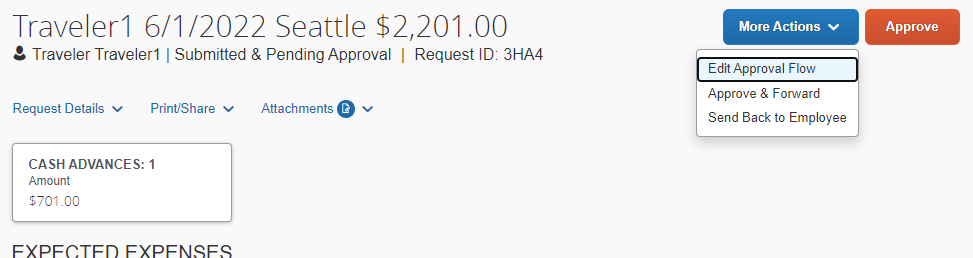 Traveler1 6/1/2022 Seattle $2,201.00
More Actions
Approve
Traveler Traveler1 | Submitted & Pending Approval | Request ID: 3HA4
Edit Approval Flow
Approve & Forward
Send Back to Employee
Request Details
Print/Share
Attachments
CASH ADVANCES: 1
Amount
$701.00
EXPECTED EXPENSES